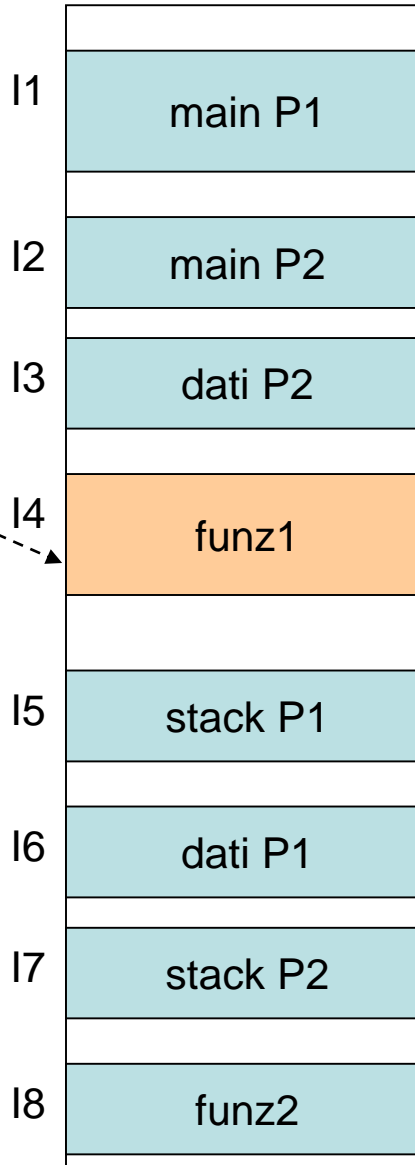 I1
main P1
I2
main P2
I3
dati P2
I4
funz1
I5
stack P1
I6
dati P1
I7
stack P2
I8
funz2